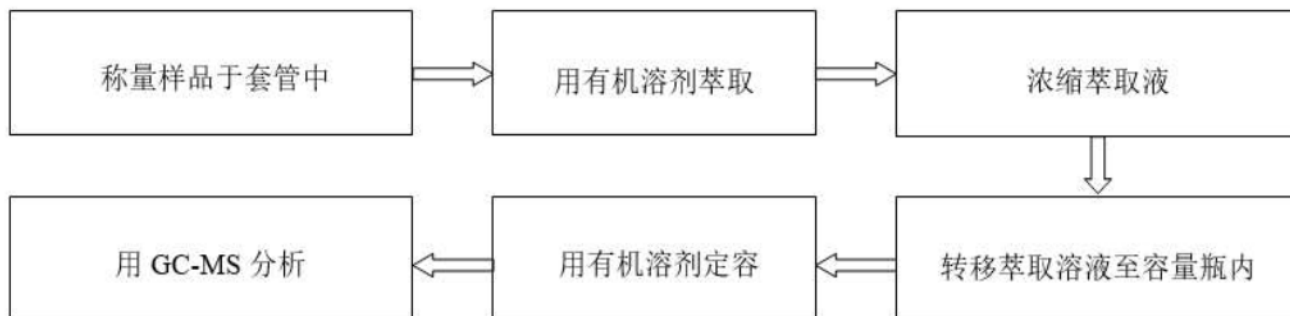 称量样品于套管中
用有机溶剂萃取
浓缩萃取液
转移萃取溶液至容量瓶内
用有机溶剂定容
用 GC-MS 分析